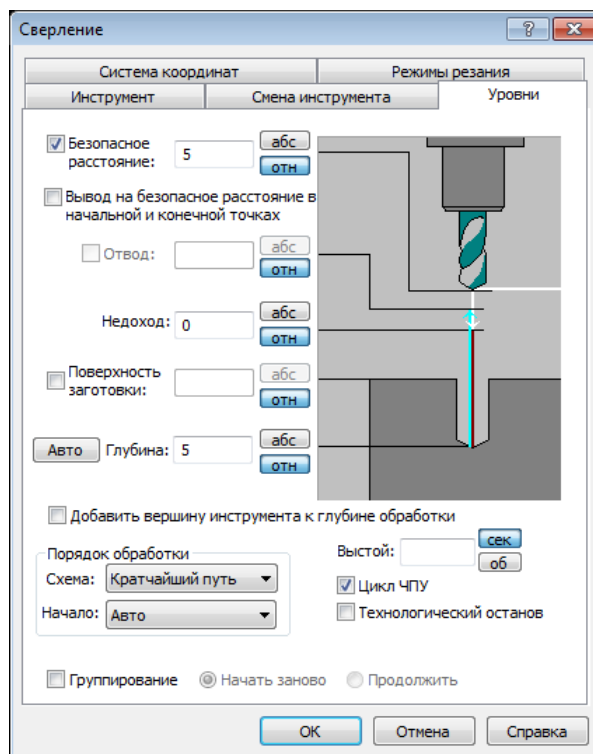 Сверление
Система координат
Режимы резания
Инструмент
Смена инструмента
Уровни
Безопасное
расстояние:
5
абс
отн
Вывод на безопасное расстояние в
начальной и конечной точках
Отвод:
абс
отн
Недоход:
0
абс
отн
Поверхность
заготовки:
абс
отн
Авто
Глубина:
5
абс
отн
Добавить вершину инструмента к глубине обработки
Порядок обработки
Схема:
Кратчайший путь
Начало:
Авто
Выстой:
сек
об
Цикл ЧПУ
Технологический останов
Группирование
Начать заново
Продолжить
ОК
Отмена
Справка